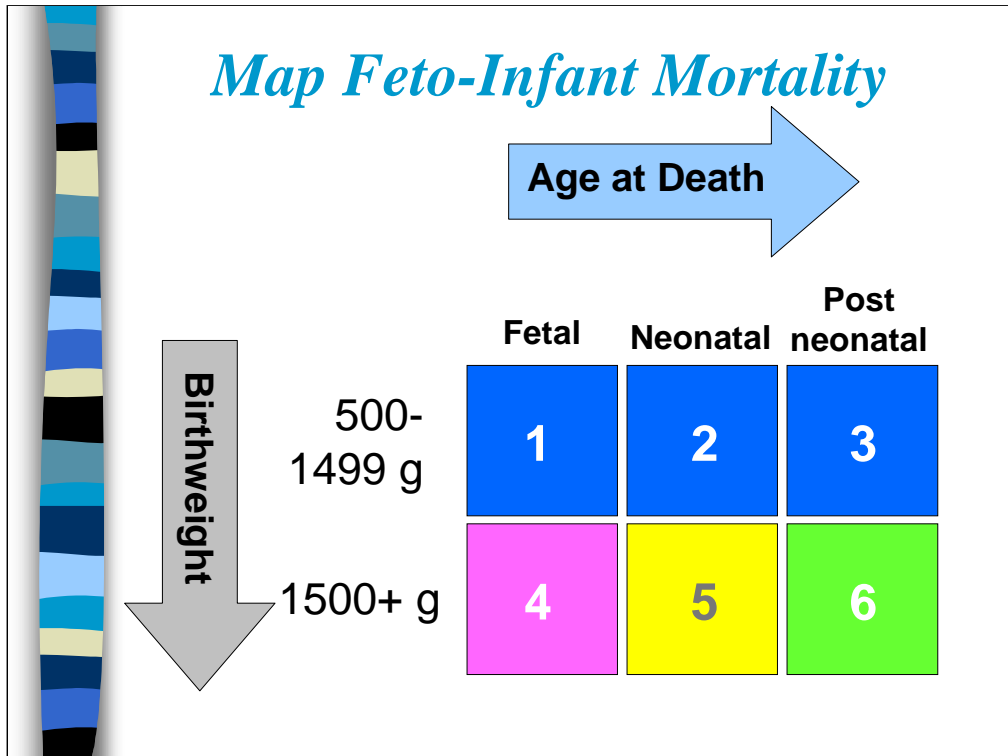 Map Feto-Infant Mortality
Age at Death
Fetal
Neonatal
Post
neonatal
Birthweight
500-
1499 g
1
2
3
1500+ g
4
5
6